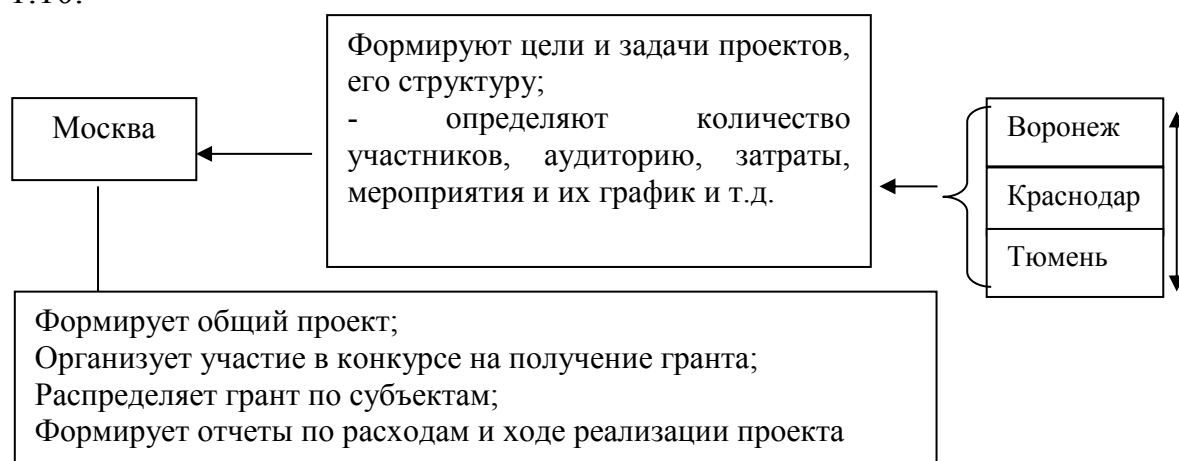 1.10.
Формируют цели и задачи проектов,
его структуру;
- определяют количество
участников, аудиторию, затраты,
мероприятия и их график и т.д.
Москва
Воронеж
Краснодар
Тюмень
Формирует общий проект;
Организует участие в конкурсе на получение гранта;
Распределяет грант по субъектам;
Формирует отчеты по расходам и ходе реализации проекта